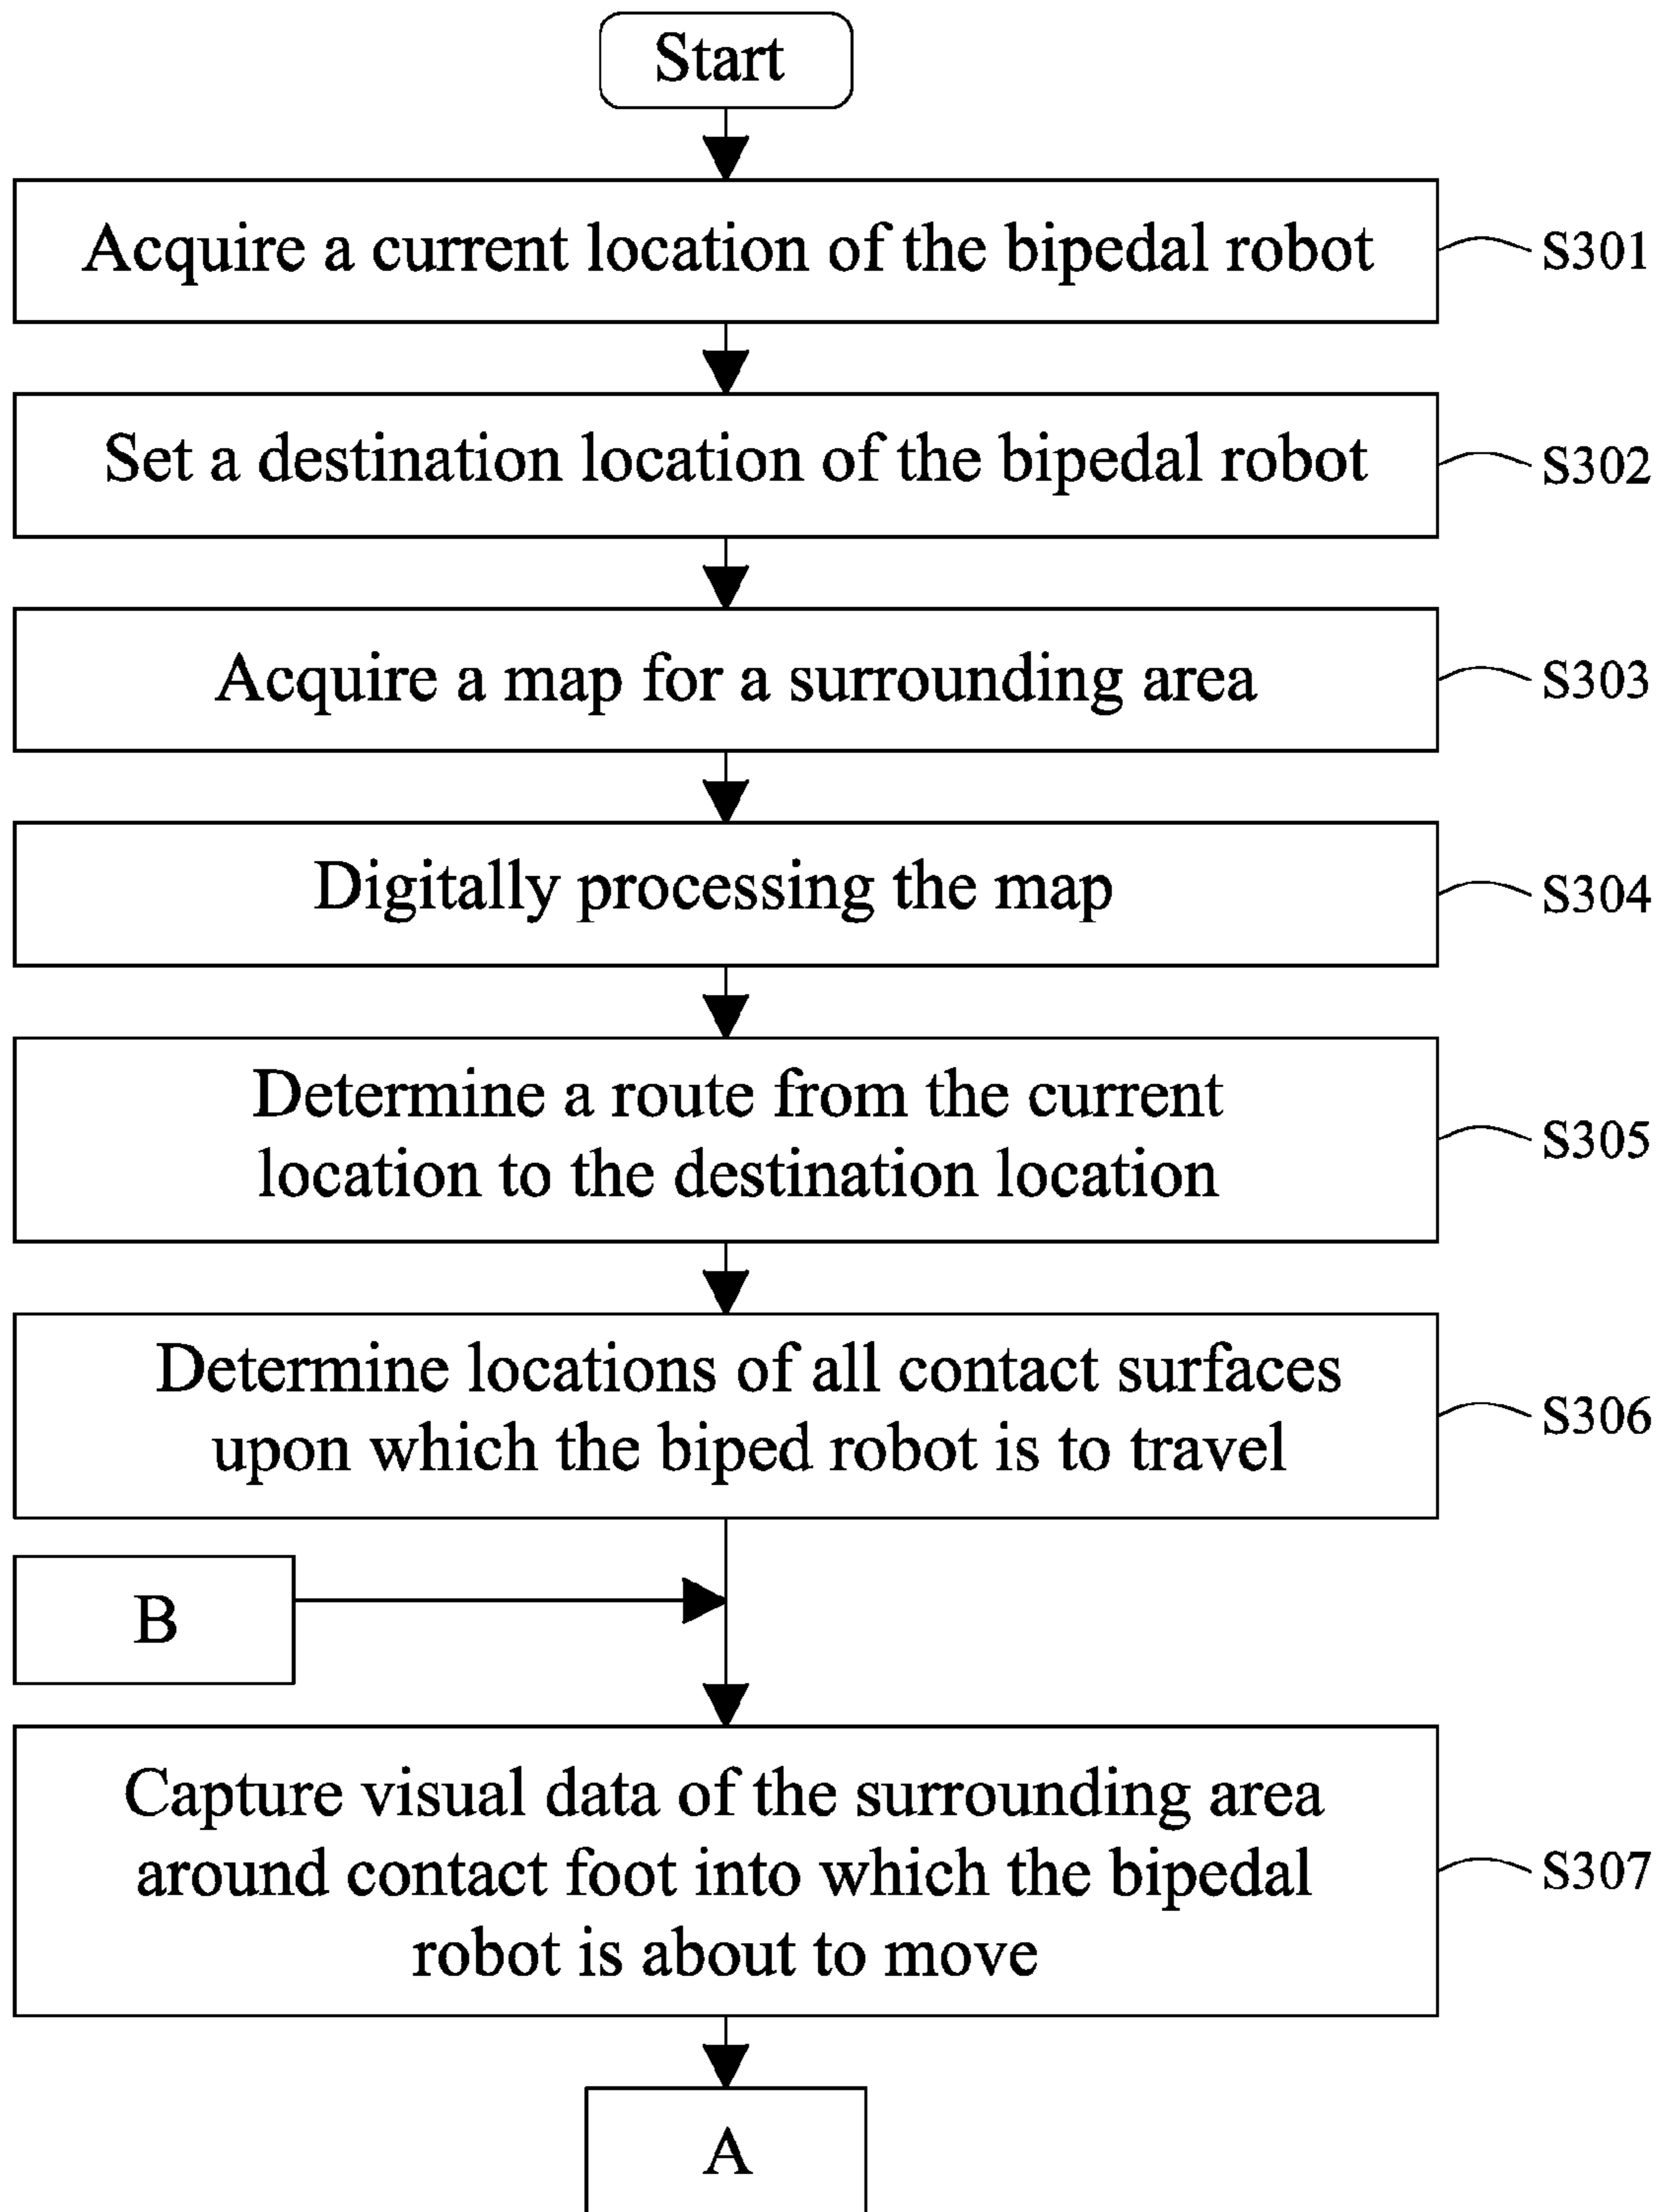 Start
Acquire a current location of the bipedal robot
S301
Set a destination location of the bipedal robot
S302
Acquire a map for a surrounding area
S303
Digitally processing the map
S304
Determine a route from the current
location to the destination location
S305
Determine locations of all contact surfaces
upon which the biped robot is to travel
S306
B
Capture visual data of the surrounding area
around contact foot into which the bipedal
robot is about to move
S307
A